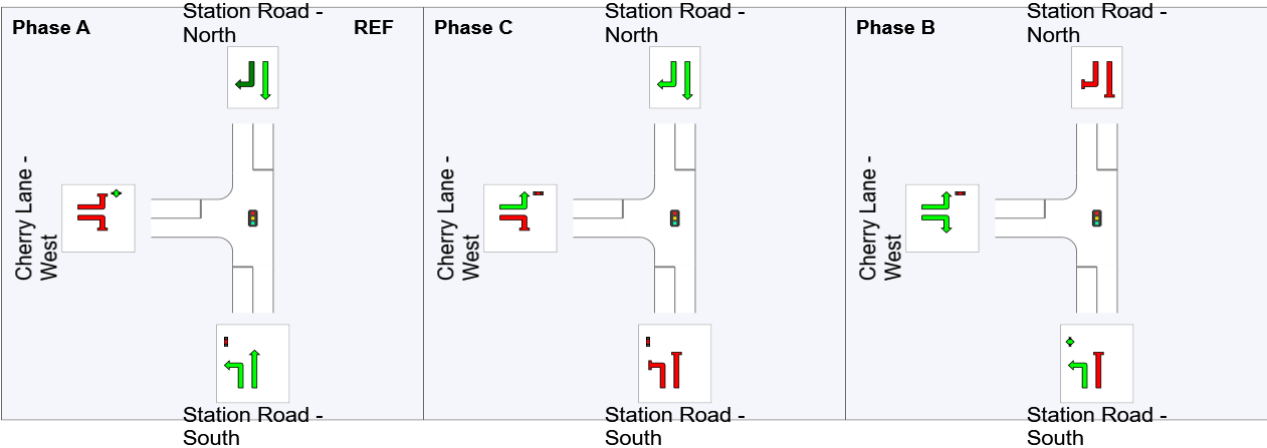 Phase A
Station Road -
North
REF
Cherry Lane -
West
Station Road -
South
Phase C
Station Road -
North
Cherry Lane -
West
Station Road -
South
Phase B
Station Road -
North
Cherry Lane -
West
Station Road -
South